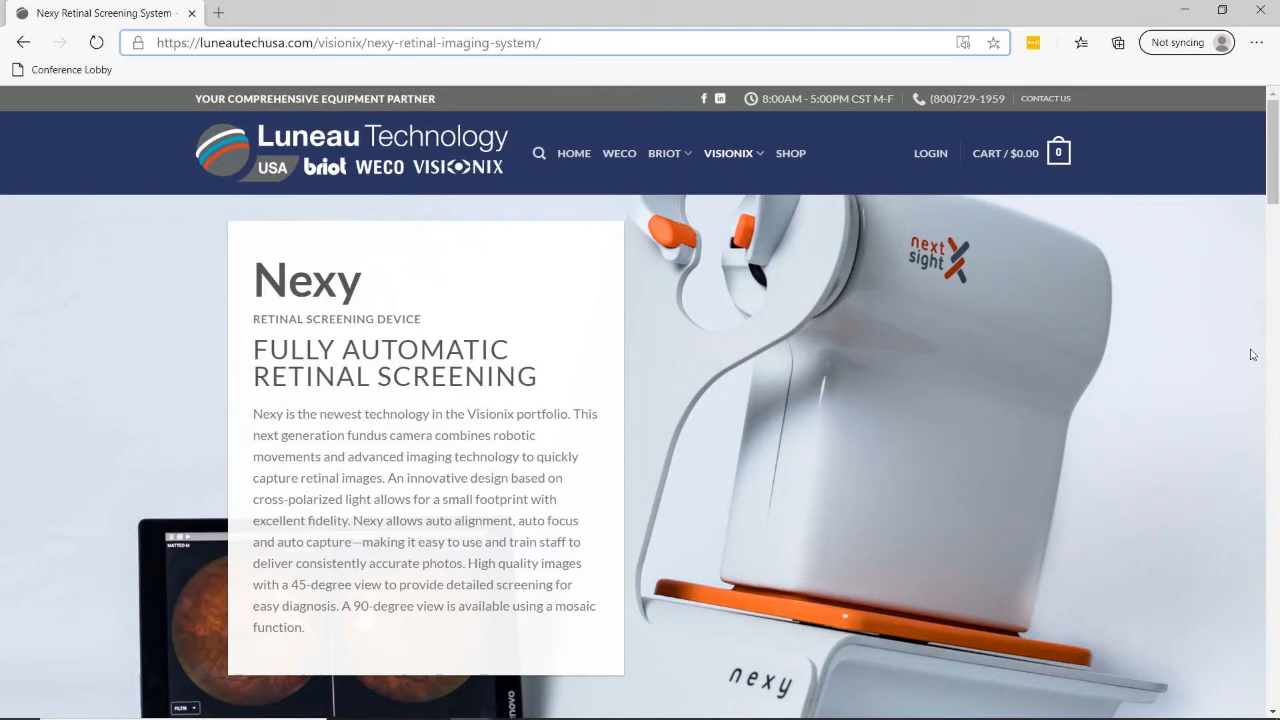 Nexy Retinal Screening System -
https://luneautechusa.com/visionix/nexy-retinal-imaging-system/
Not syncing
Conference Lobby
YOUR COMPREHENSIVE EQUIPMENT PARTNER
8:00AM - 5:00PM CST M-F
(800)729-1959
CONTACT US
Luneau Technology
USA briot WECO VISIONIX
HOME WECO BRIOT VISIONIX SHOP
LOGIN
CART / $0.00
0
next
sight
Nexy
RETINAL SCREENING DEVICE
FULLY AUTOMATIC
RETINAL SCREENING
Nexy is the newest technology in the Visionix portfolio. This
next generation fundus camera combines robotic
movements and advanced imaging technology to quickly
capture retinal images. An innovative design based on
cross-polarized light allows for a small footprint with
excellent fidelity. Nexy allows auto alignment, auto focus
and auto capture—making it easy to use and train staff to
deliver consistently accurate photos. High quality images
with a 45-degree view to provide detailed screening for
easy diagnosis. A 90-degree view is available using a mosaic
function.
MATTEO M
FILTRI
nexy
enovo